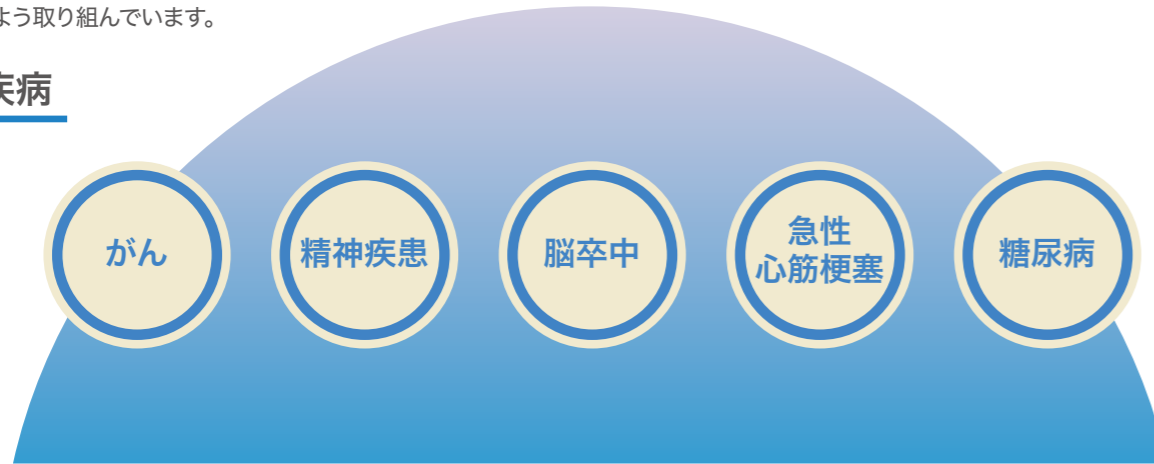 よう取り組んでいます。
疾病
がん
精神疾患
脳卒中
急性
心筋梗塞
糖尿病